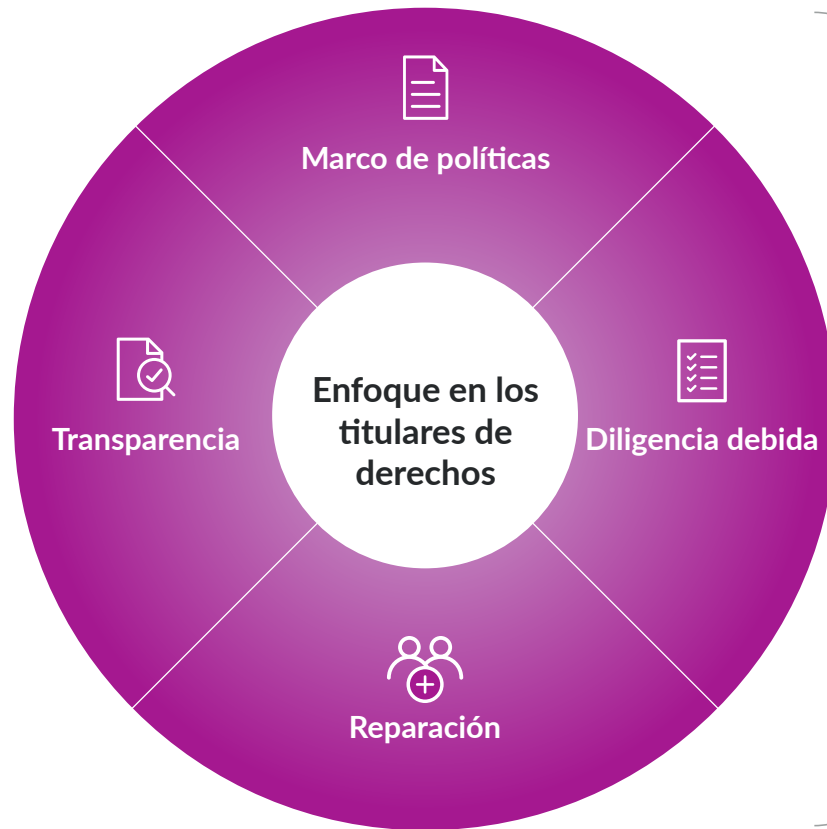 Marco de políticas
Transparencia
Enfoque en los
titulares de
derechos
Diligencia debida
Reparación